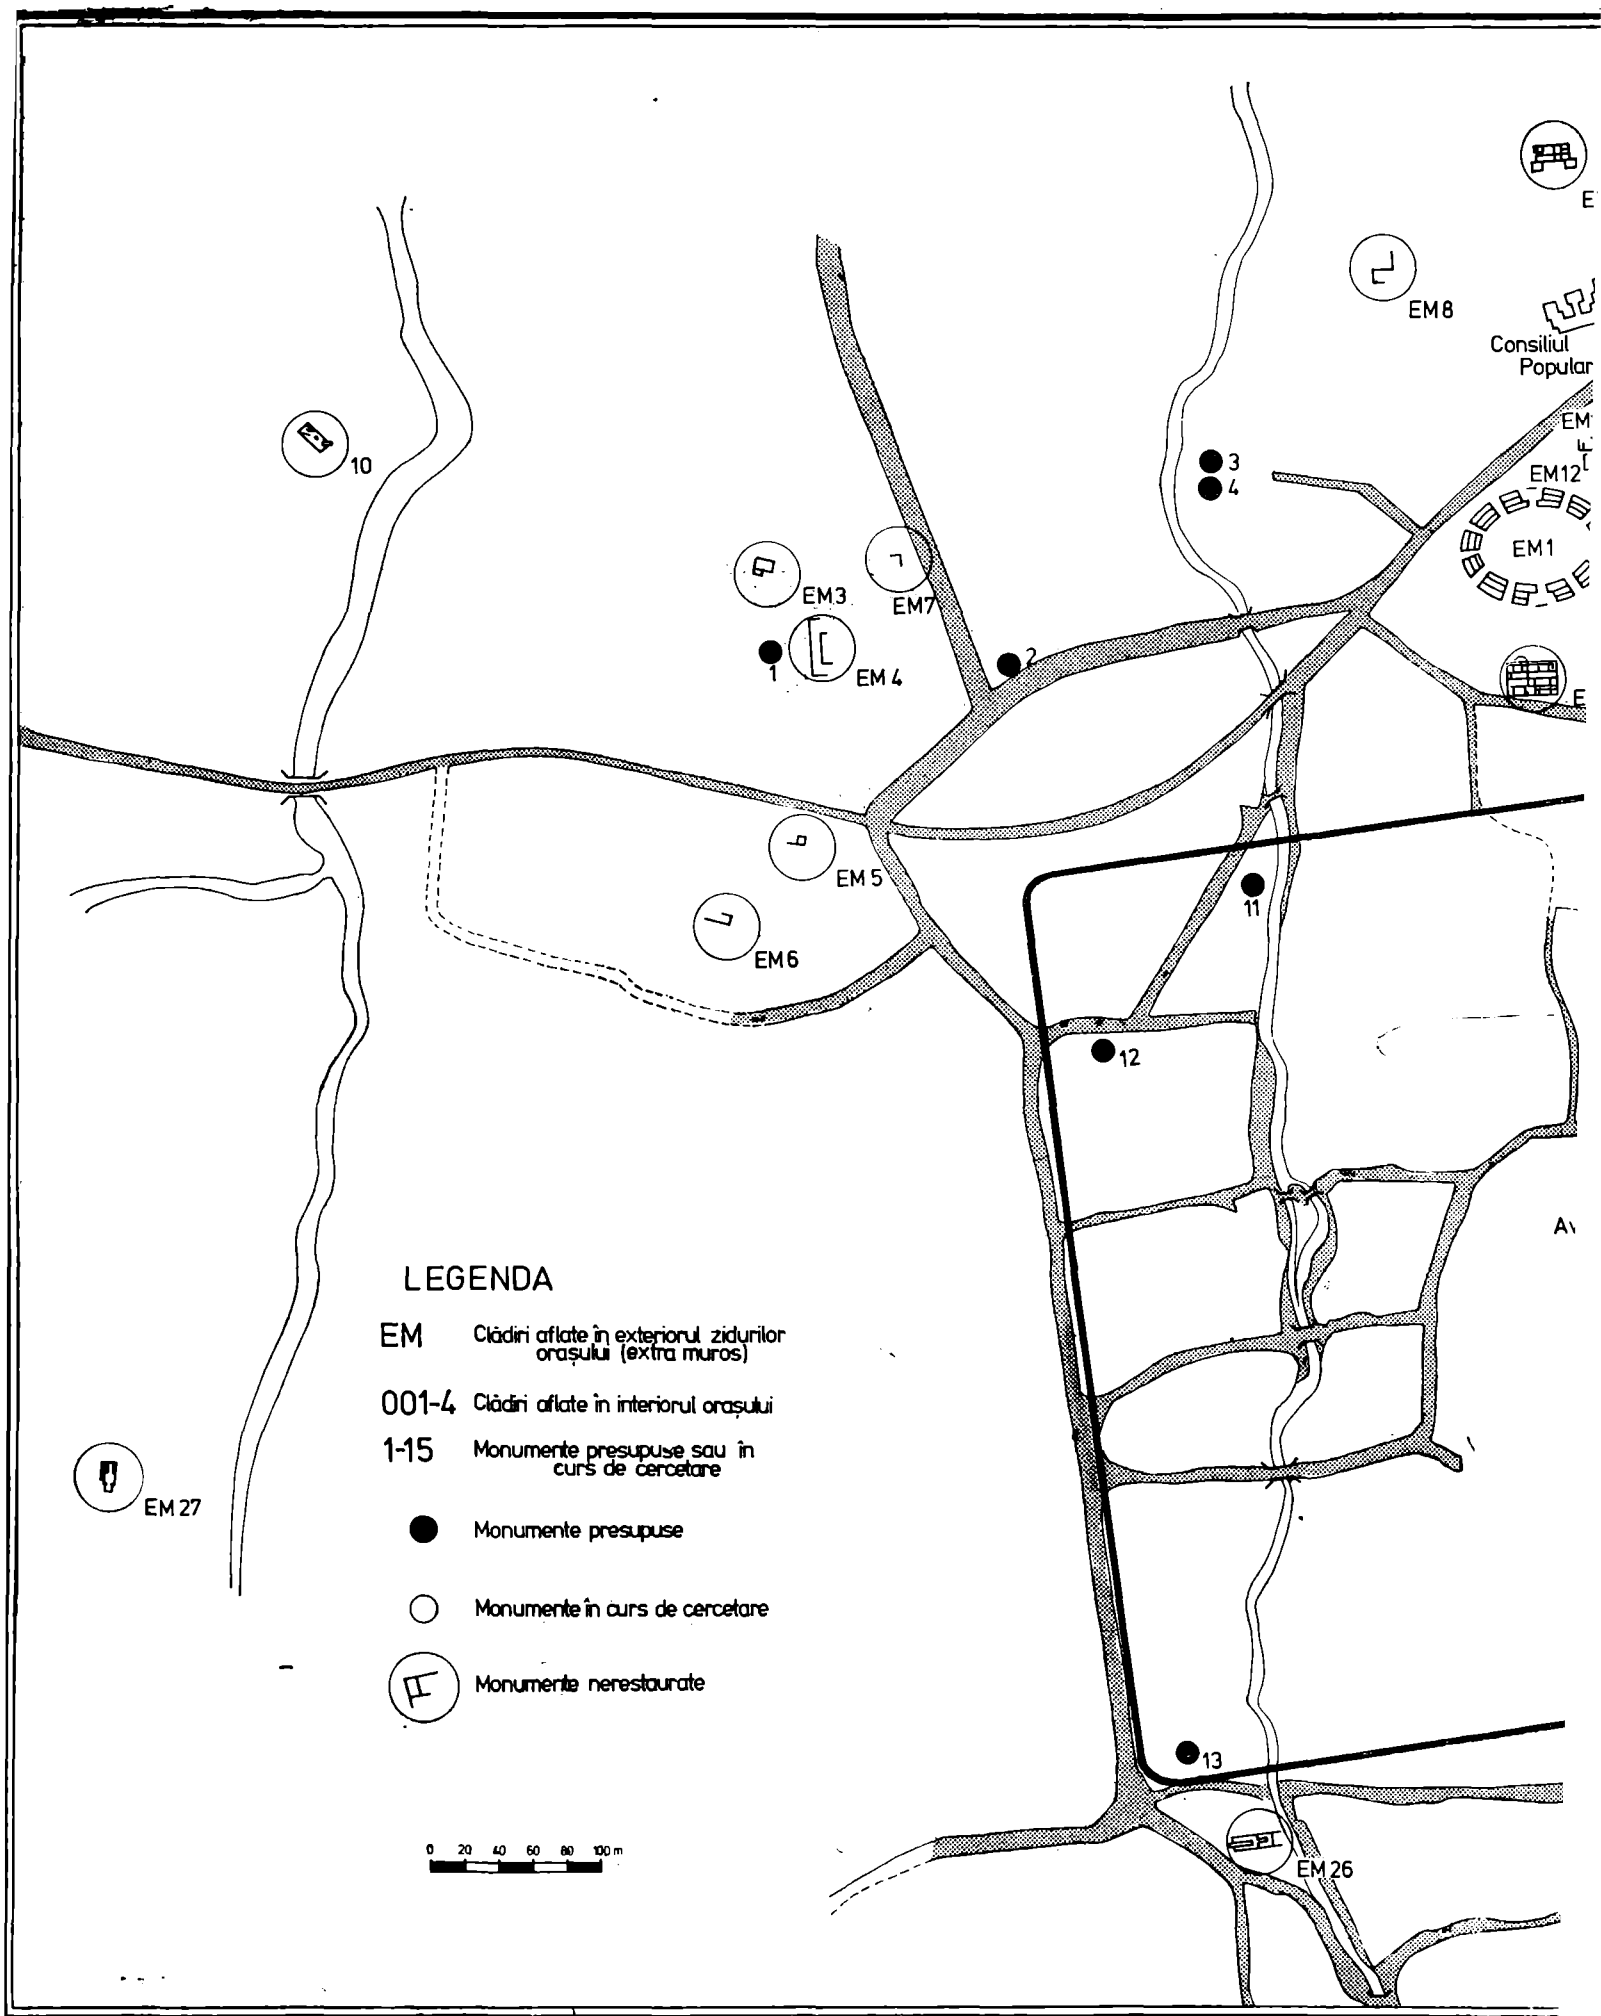 EM8
Consiliul
Popular
10
3
4
EM12
EM1
EM3
EM7
1
EM 4
2
EM 5
11
EM6
12
LEGENDA
EM Clădiri aflate în exteriorul zidurilor
orașului (extra muros)
001-4 Clădiri aflate în interiorul orașului
1-15 Monumente presupuse sau în
curs de cercetare
EM 27
Monumente presupuse
Monumente în curs de cercetare
Monumente nerestaurate
13
0 20 40 60 80 100 m
EM 26